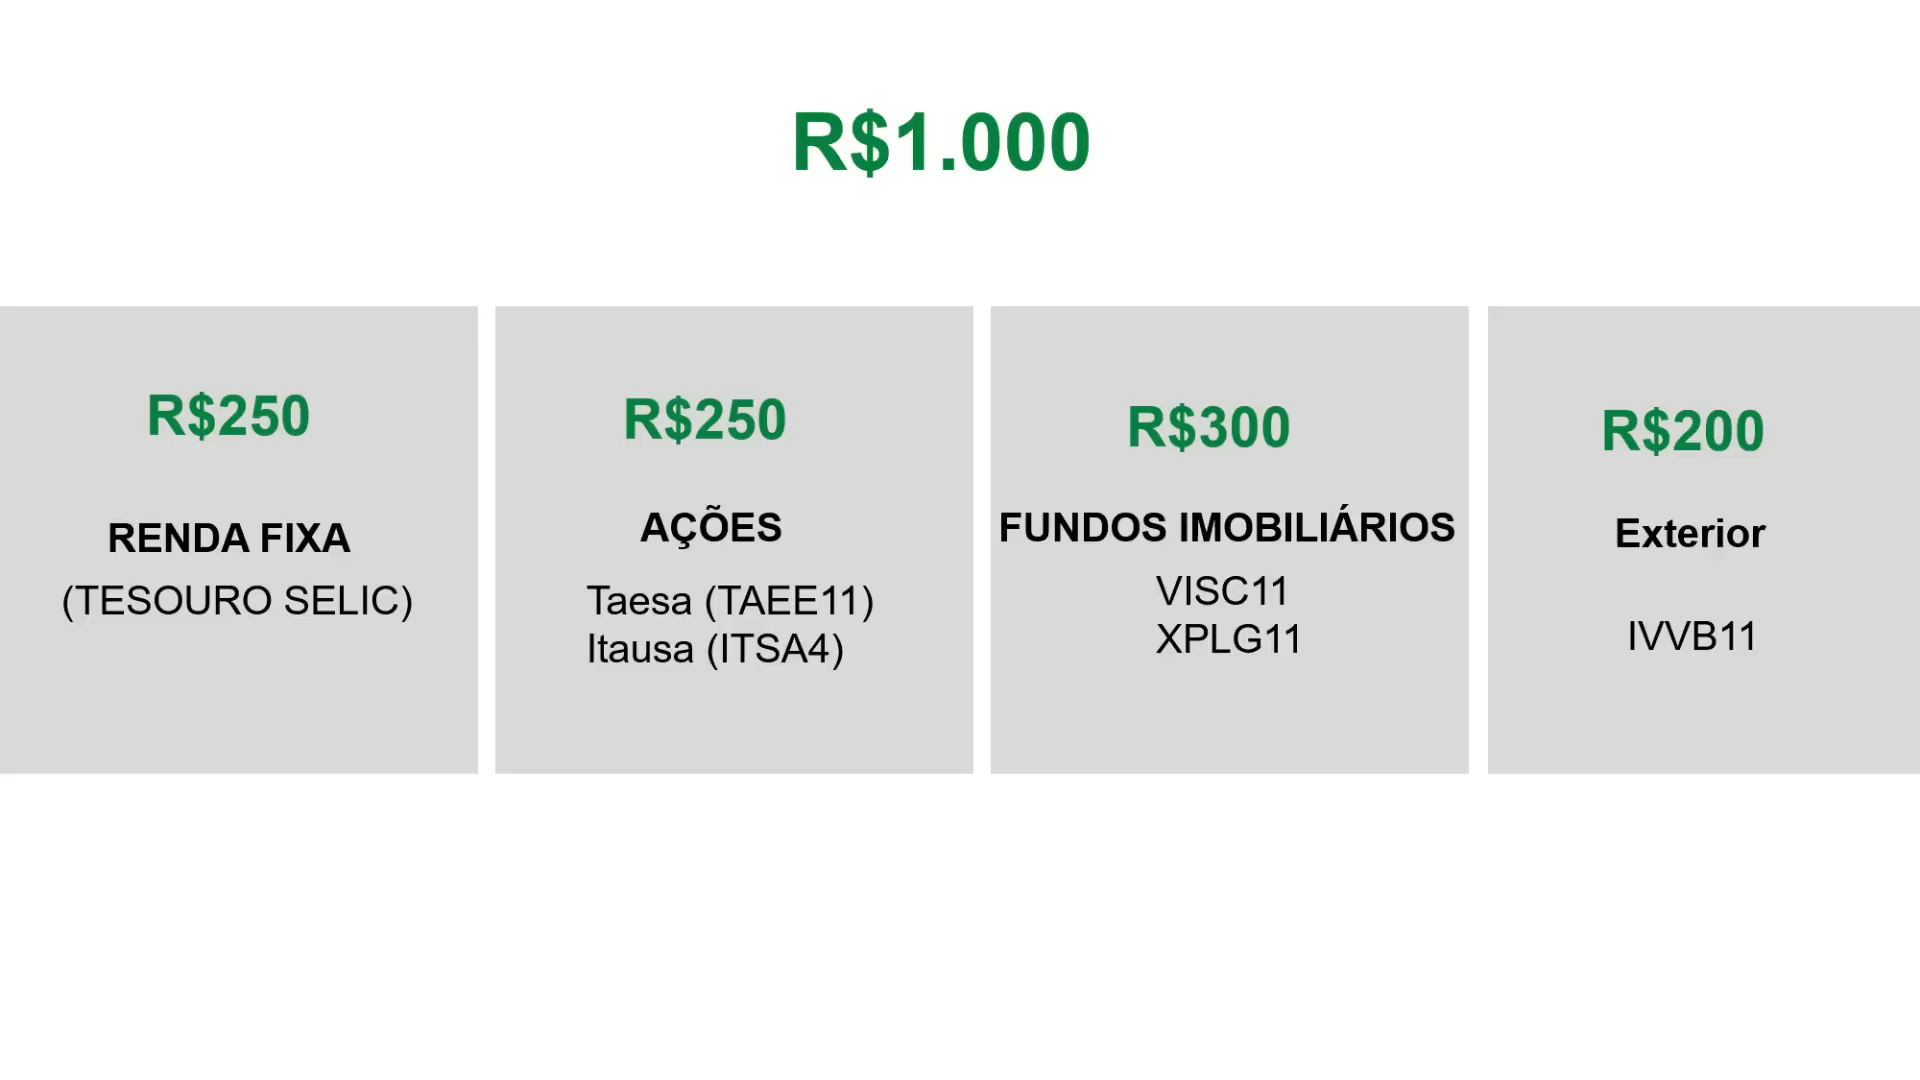 R$1.000
R$250
RENDA FIXA
(TESOURO SELIC)
R$250
AÇÕES
Taesa (TAEE11)
Itausa (ITSA4)
R$300
FUNDOS IMOBILIÁRIOS
VISC11
XPLG11
R$200
Exterior
IVVB11